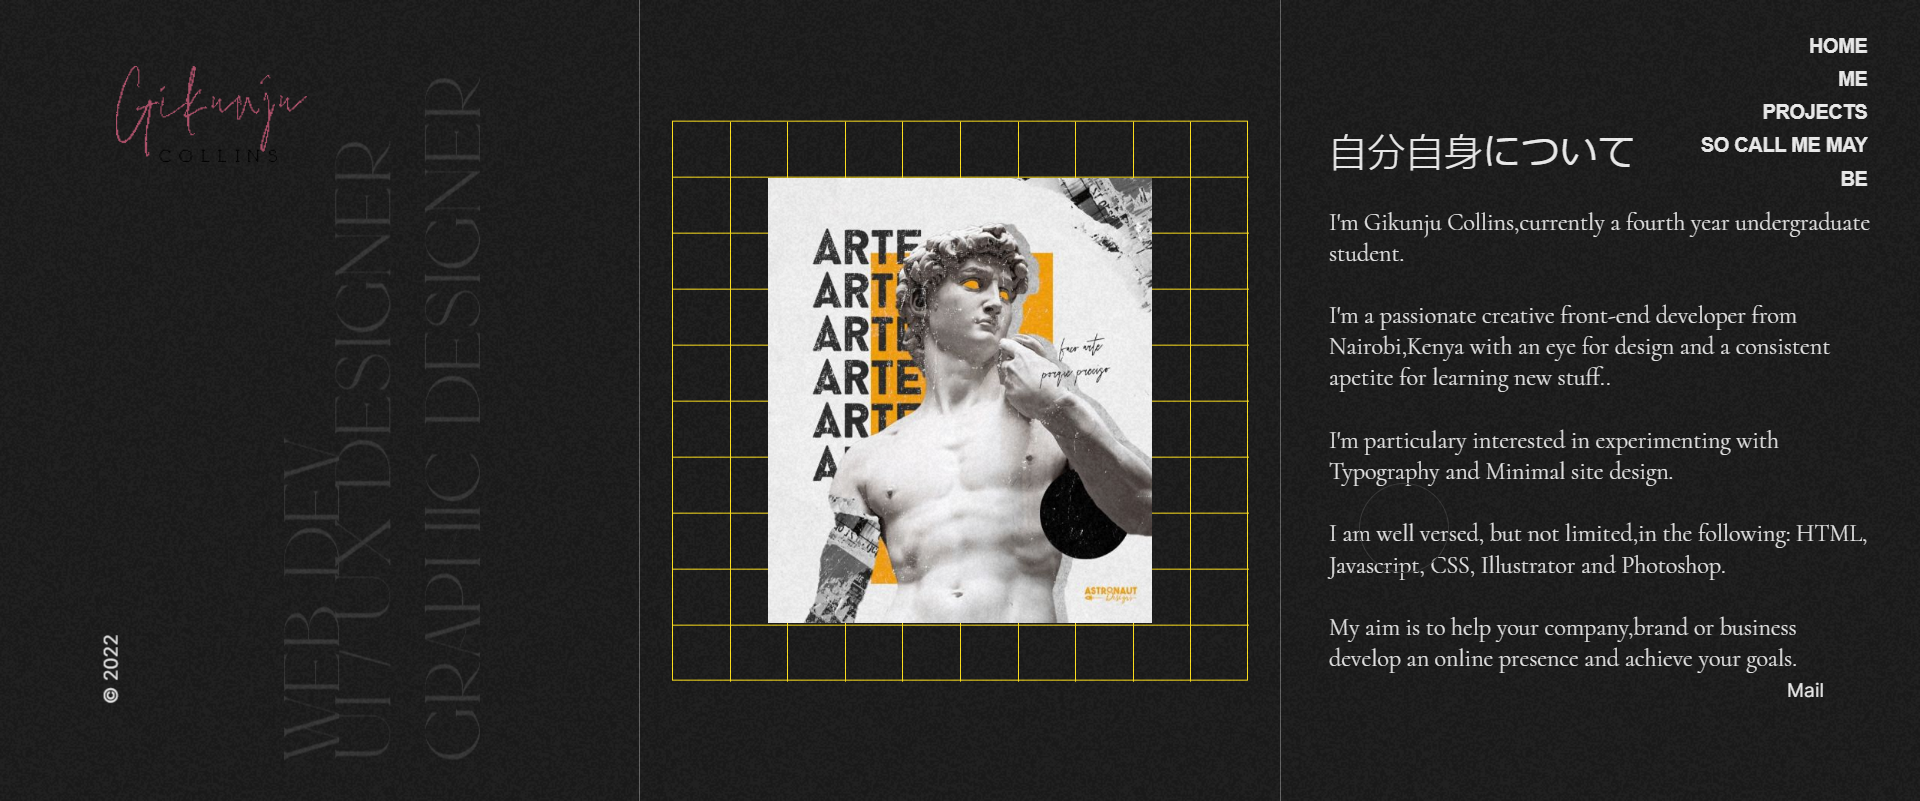 Gikunju
COLLINS
WEB DEV
UI/UX DESIGNER
GRAPHIC DESIGNER
© 2022
ARTE
ARTE
ARTE
ARTE
ARTE
faço arte
porque preciso
ASTRONAUT
Design
HOME
ME
PROJECTS
SO CALL ME MAY
BE
自分自身について
I'm Gikunju Collins,currently a fourth year undergraduate
student.
I'm a passionate creative front-end developer from
Nairobi,Kenya with an eye for design and a consistent
apetite for learning new stuff..
I'm particulary interested in experimenting with
Typography and Minimal site design.
I am well versed, but not limited,in the following: HTML,
Javascript, CSS, Illustrator and Photoshop.
My aim is to help your company,brand or business
develop an online presence and achieve your goals.
Mail